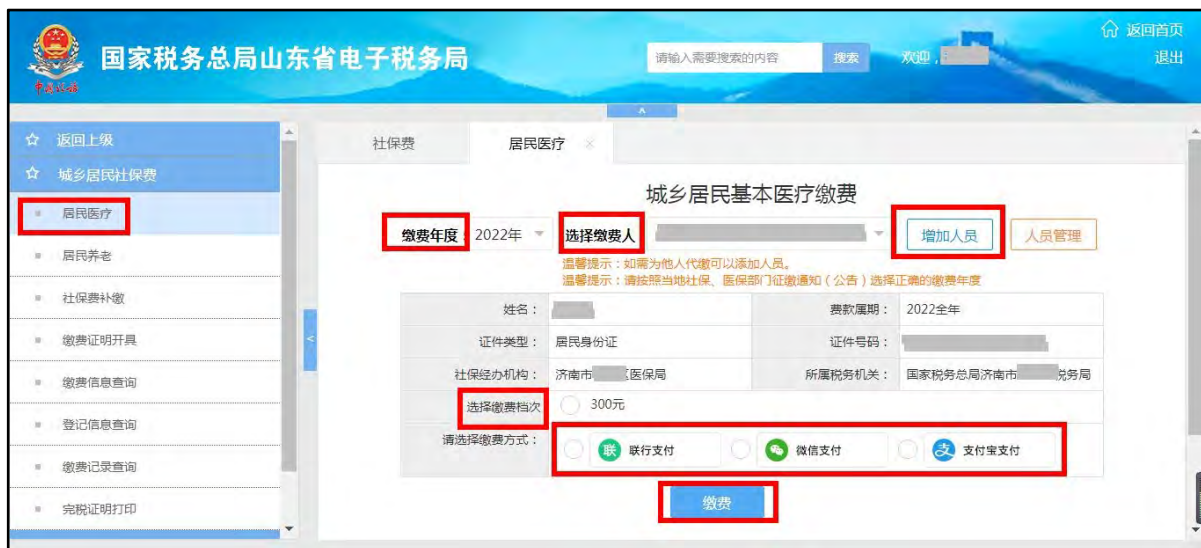 返回首页
国家税务总局山东省电子税务局
请输入需要搜索的内容 搜索 欢迎，
退出
中国税务
返回上级
城乡居民社保费
居民医疗
居民养老
社保费补缴
缴费证明开具
缴费信息查询
登记信息查询
缴费记录查询
完税证明打印
社保费 居民医疗 ×
城乡居民基本医疗缴费
缴费年度： 2022年 选择缴费人 增加人员 人员管理
温馨提示：如需为他人代缴可以添加人员。
温馨提示：请按照当地社保、医保部门征缴通知（公告）选择正确的缴费年度
姓名： 费款属期： 2022全年
证件类型： 居民身份证 证件号码：
社保经办机构： 济南市 区医保局 所属税务机关： 国家税务总局济南市 税务局
选择缴费档次 300元
请选择缴费方式： 联 联行支付 微信支付 支 支付宝支付
缴费